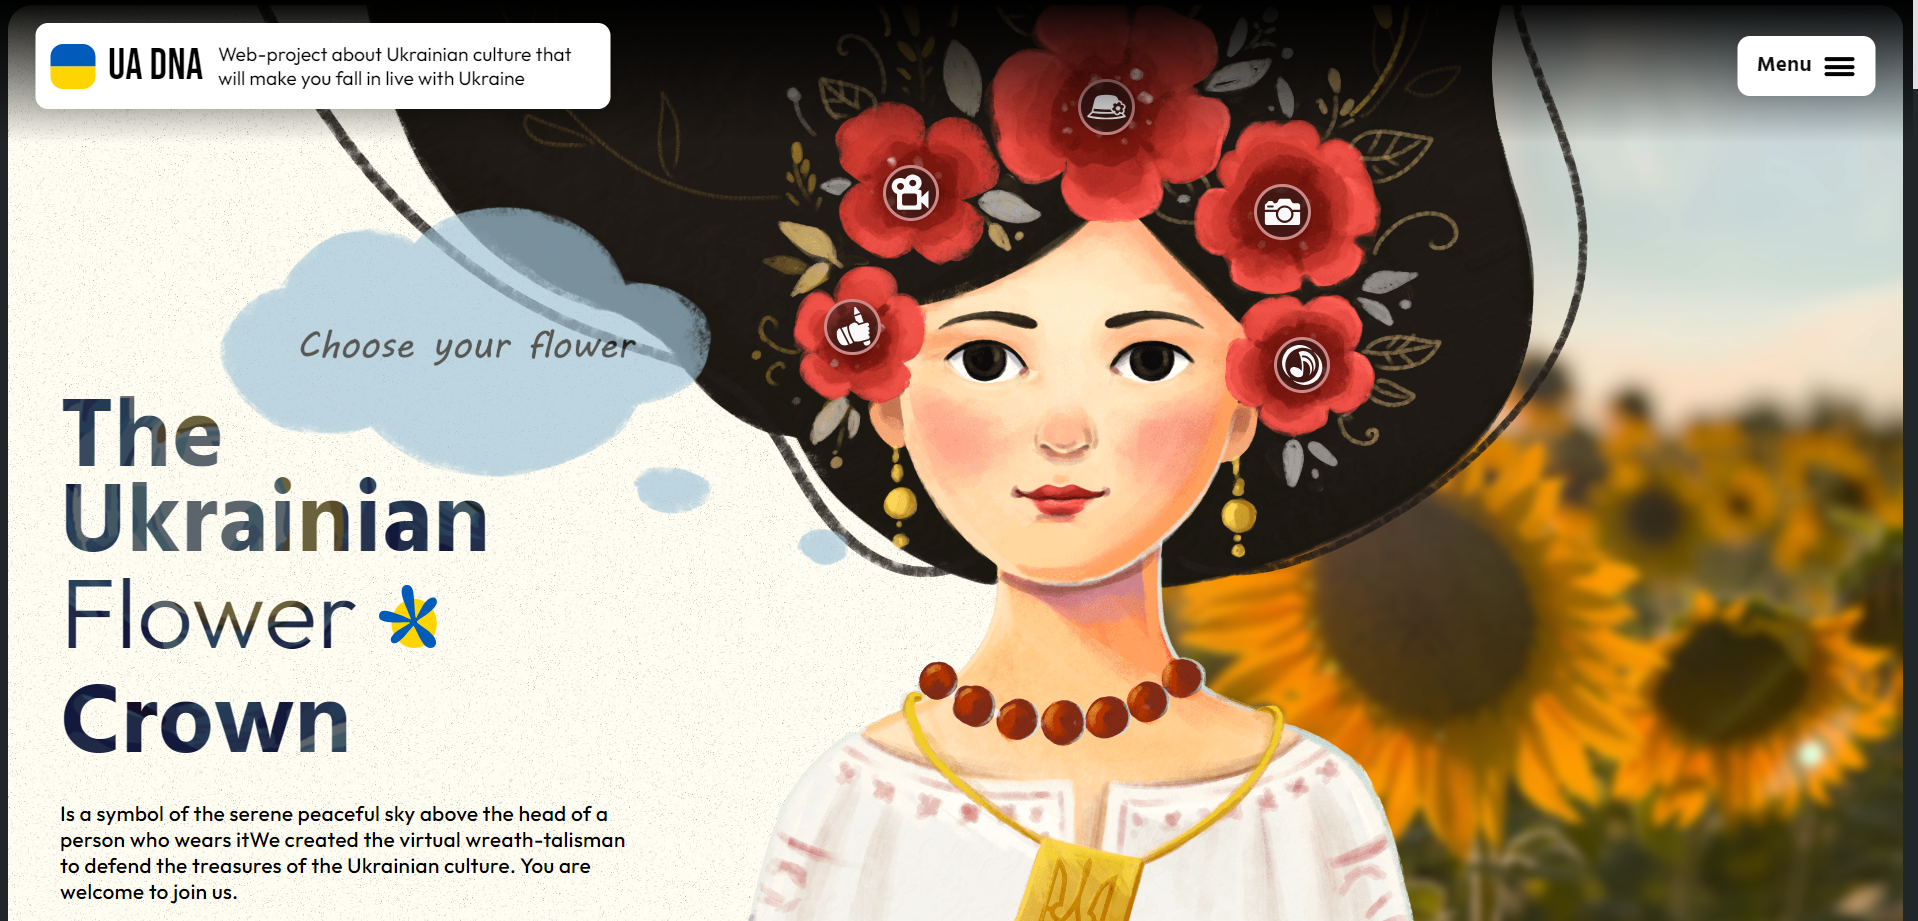 UA DNA
Web-project about Ukrainian culture that
will make you fall in live with Ukraine
Menu
Choose your flower
The
Ukrainian
Flower
Crown
Is a symbol of the serene peaceful sky above the head of a
person who wears itWe created the virtual wreath-talisman
to defend the treasures of the Ukrainian culture. You are
welcome to join us.